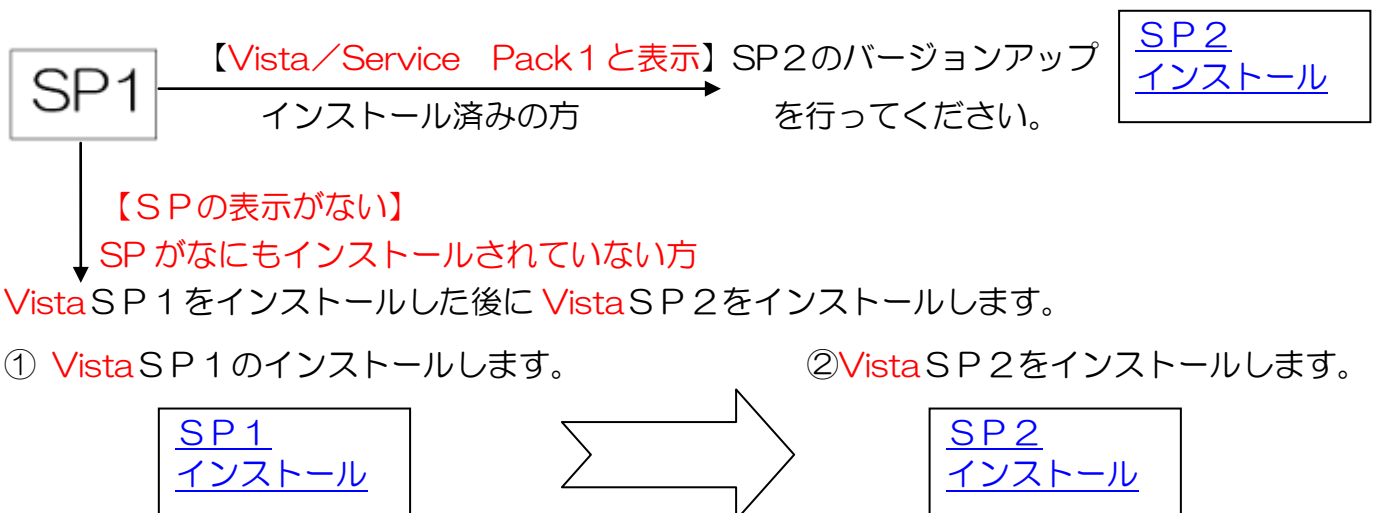 SP1
【Vista／Service　Pack１と表示】SP２のバージョンアップ
インストール済みの方
を行ってください。
ＳＰ２
インストール
【ＳＰの表示がない】
SP がなにもインストールされていない方
VistaＳＰ１をインストールした後に VistaＳＰ２をインストールします。
① VistaＳＰ１のインストールします。
②VistaＳＰ２をインストールします。
ＳＰ１
インストール
ＳＰ２
インストール